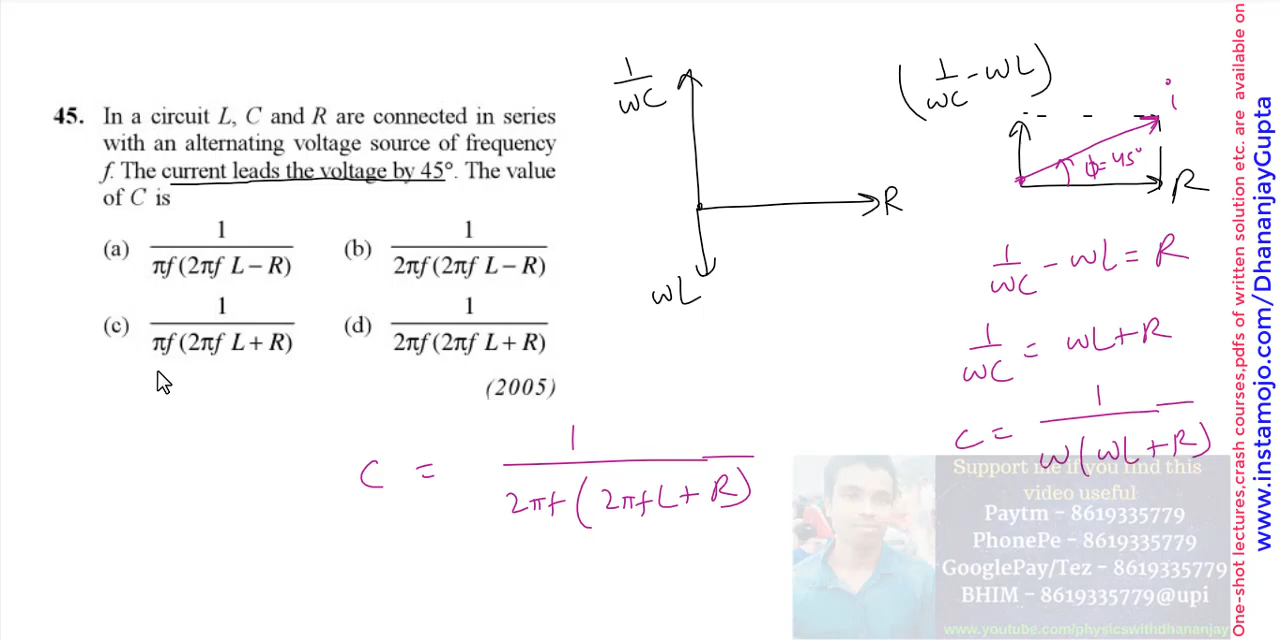 45. In a circuit L, C and R are connected in series
with an alternating voltage source of frequency
f. The current leads the voltage by 45°. The value
of C is
(a) 1/πf(2πf L − R) (b) 1/2πf(2πf L − R)
(c) 1/πf(2πf L + R) (d) 1/2πf(2πf L + R)
(2005)
1/ωC
R
ωL
(1/ωC − ωL)
i
ϕ=45°
R
1/ωC − ωL = R
1/ωC = ωL+R
C = 1/ω(ωL+R)
C = 1/2πf(2πfL+R)
Support me if you find this
video useful
Paytm - 8619335779
PhonePe - 8619335779
GooglePay/Tez - 8619335779
BHIM - 8619335779@upi
www.youtube.com/physicswithdhananjay
One-shot lectures,crash courses,pdfs of written solution etc. are available on
www.instamojo.com/DhananjayGupta